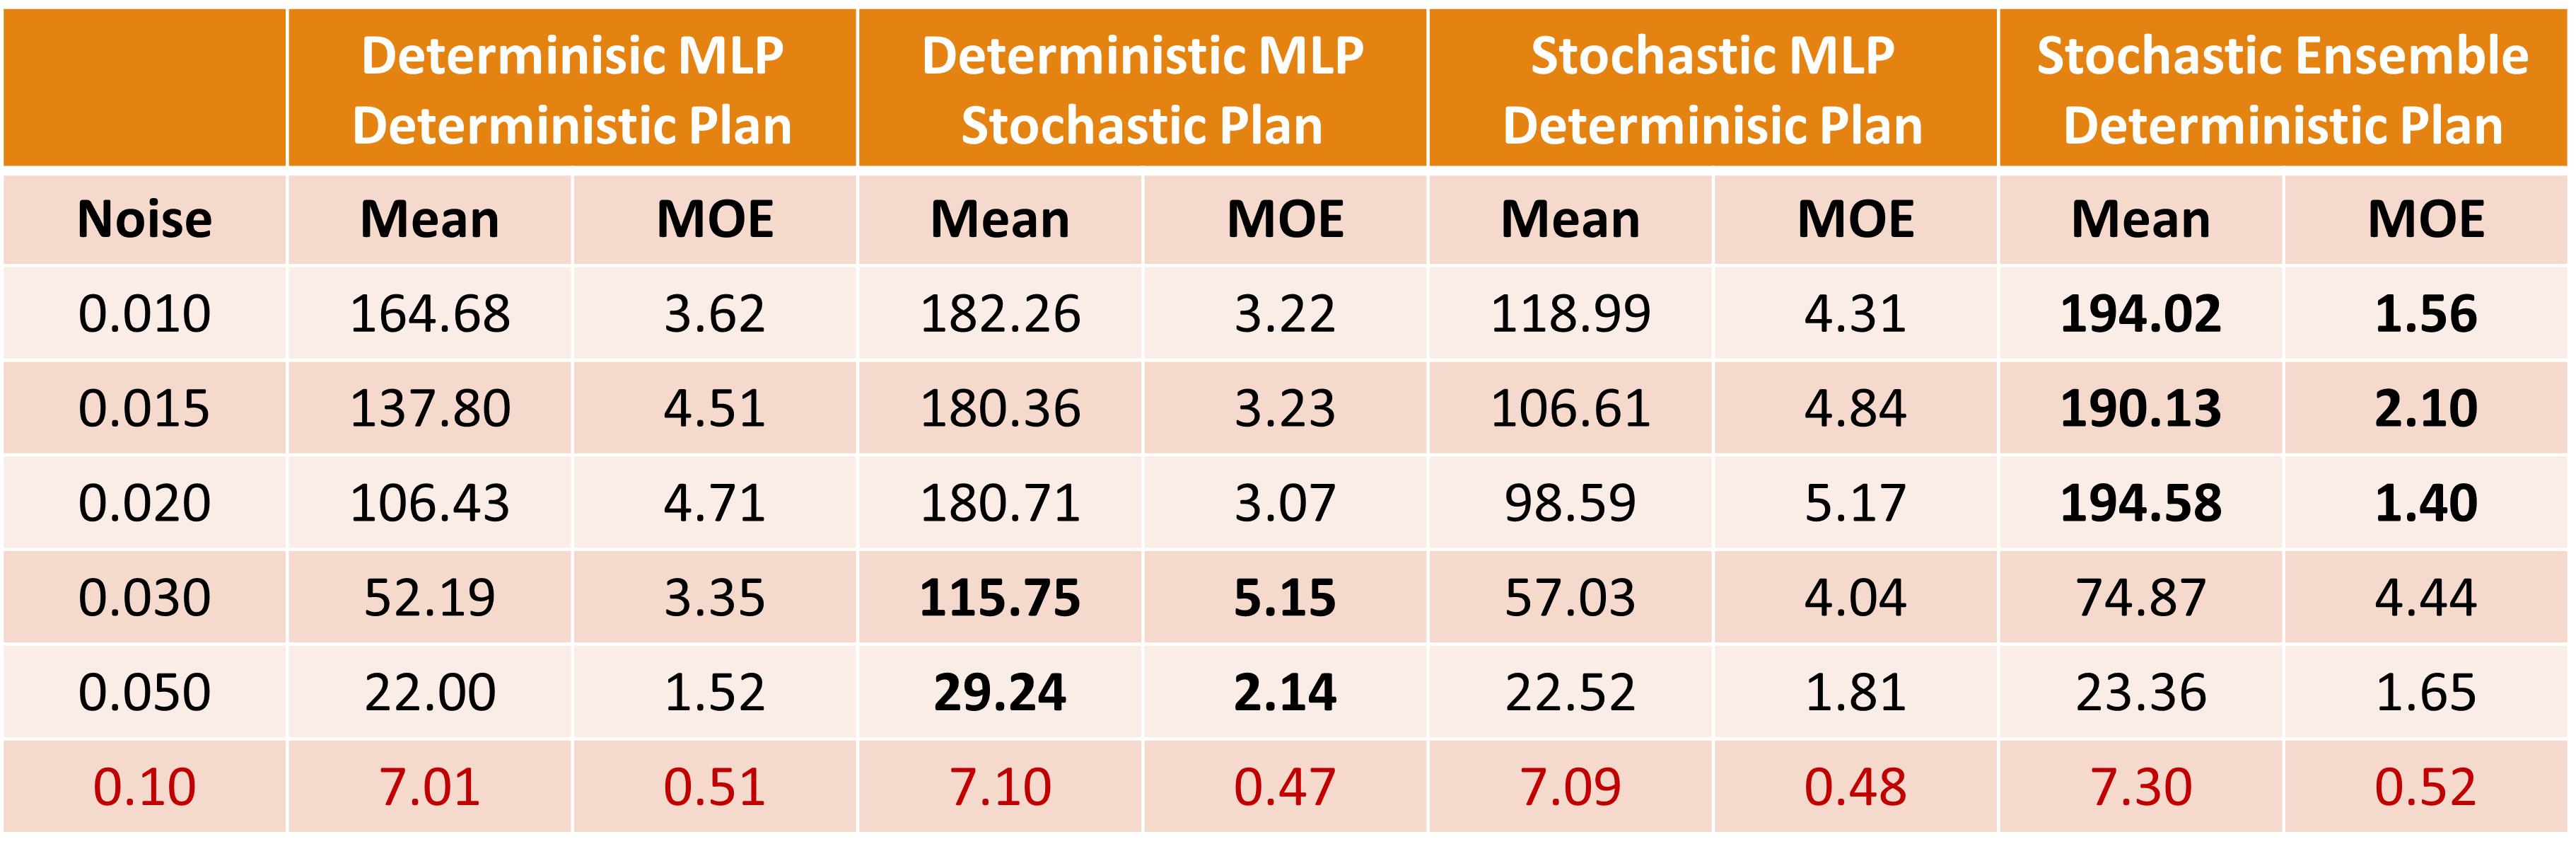 Determinisic MLP Deterministic Plan Deterministic MLP Stochastic Plan Stochastic MLP Determinisic Plan Stochastic Ensemble Deterministic Plan
Noise Mean MOE Mean MOE Mean MOE Mean MOE
0.010 164.68 3.62 182.26 3.22 118.99 4.31 194.02 1.56
0.015 137.80 4.51 180.36 3.23 106.61 4.84 190.13 2.10
0.020 106.43 4.71 180.71 3.07 98.59 5.17 194.58 1.40
0.030 52.19 3.35 115.75 5.15 57.03 4.04 74.87 4.44
0.050 22.00 1.52 29.24 2.14 22.52 1.81 23.36 1.65
0.10 7.01 0.51 7.10 0.47 7.09 0.48 7.30 0.52